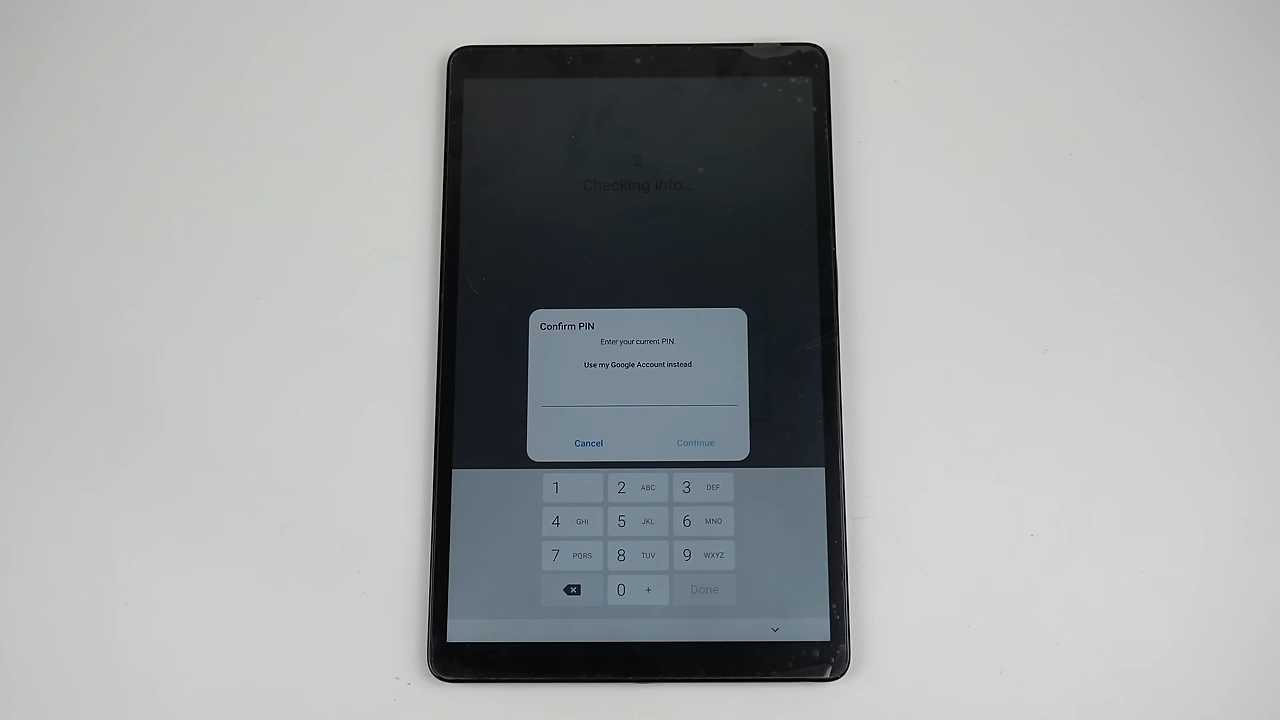 Checking info...
Confirm PIN
Enter your current PIN.
Use my Google Account instead
Cancel Continue
1 2 ABC 3 DEF
4 GHI 5 JKL 6 MNO
7 PQRS 8 TUV 9 WXYZ
0 + Done